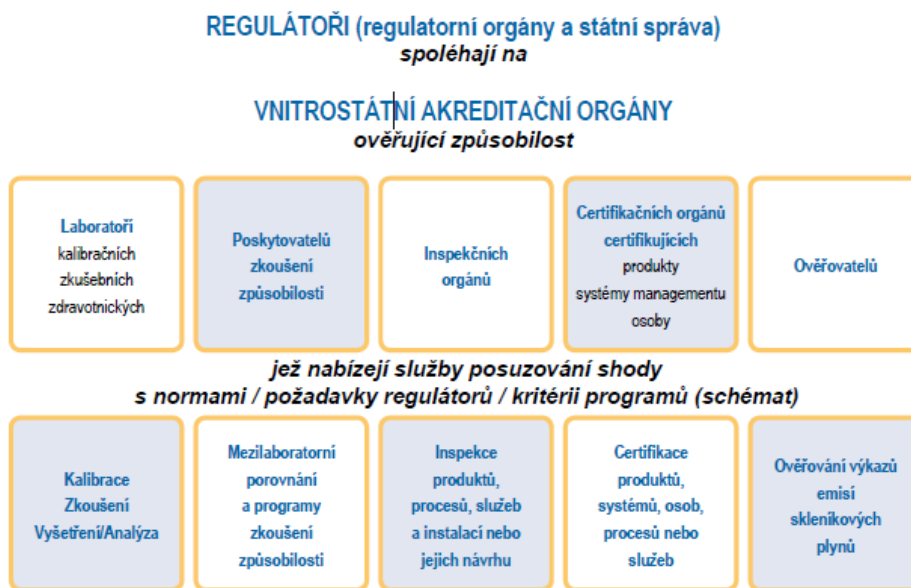 REGULÁTOŘI (regulatorní orgány a státní správa)
spoléhají na
VNITROSTÁTNÍ AKREDITAČNÍ ORGÁNY
ověřující způsobilost
Laboratoří
kalibračních
zkušebních
zdravotnických
Poskytovatelů
zkoušení
způsobilosti
Inspekčních
orgánů
Certifikačních orgánů
certifikujících
produkty
systémy managementu
osoby
Ověřovatelů
jež nabízejí služby posuzování shody
s normami / požadavky regulátorů / kritérii programů (schémat)
Kalibrace
Zkoušení
Vyšetření/Analýza
Mezilaboratorní
porovnání
a programy
zkoušení
způsobilosti
Inspekce
produktů,
procesů, služeb
a instalací nebo
jejich návrhu
Certifikace
produktů,
systémů, osob,
procesů nebo
služeb
Ověřování výkazů
emisí
skleníkových
plynů